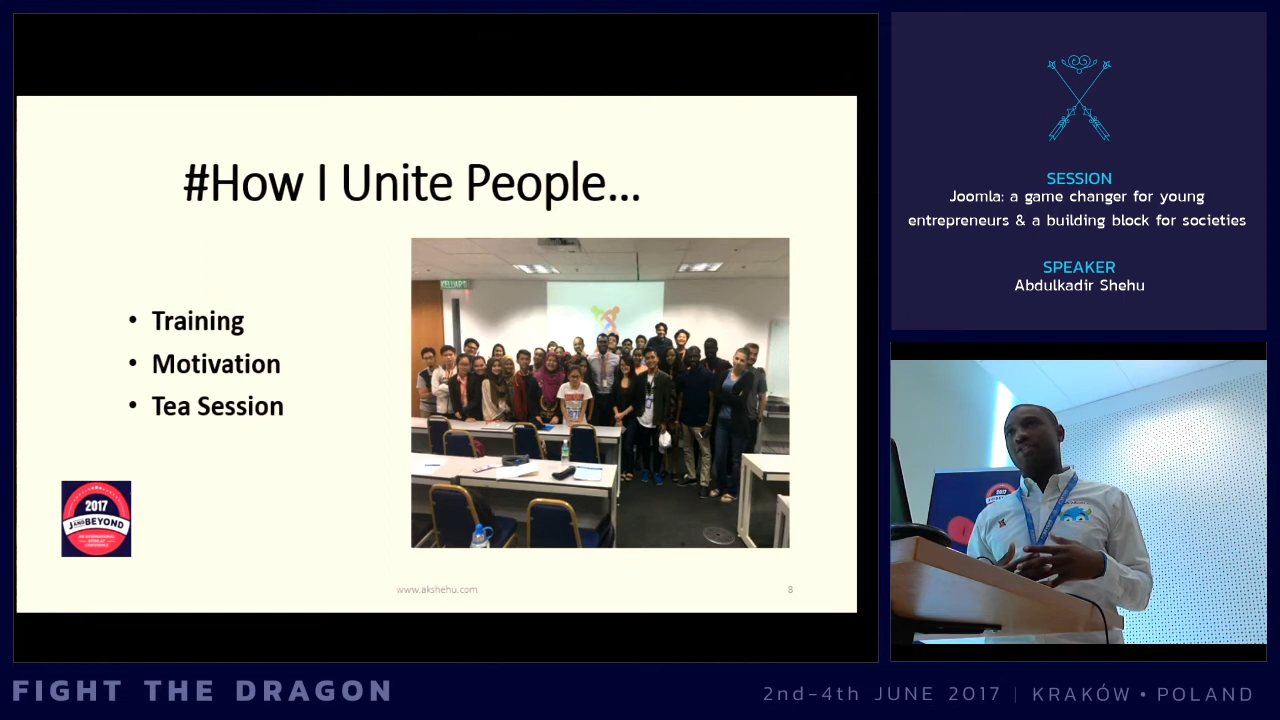 #How I Unite People...
• Training
• Motivation
• Tea Session
KELUAR
2017
J AND BEYOND
www.akshehu.com
8
SESSION
Joomla: a game changer for young
entrepreneurs & a building block for societies
SPEAKER
Abdulkadir Shehu
FIGHT THE DRAGON
2nd-4th JUNE 2017 | KRAKÓW • POLAND